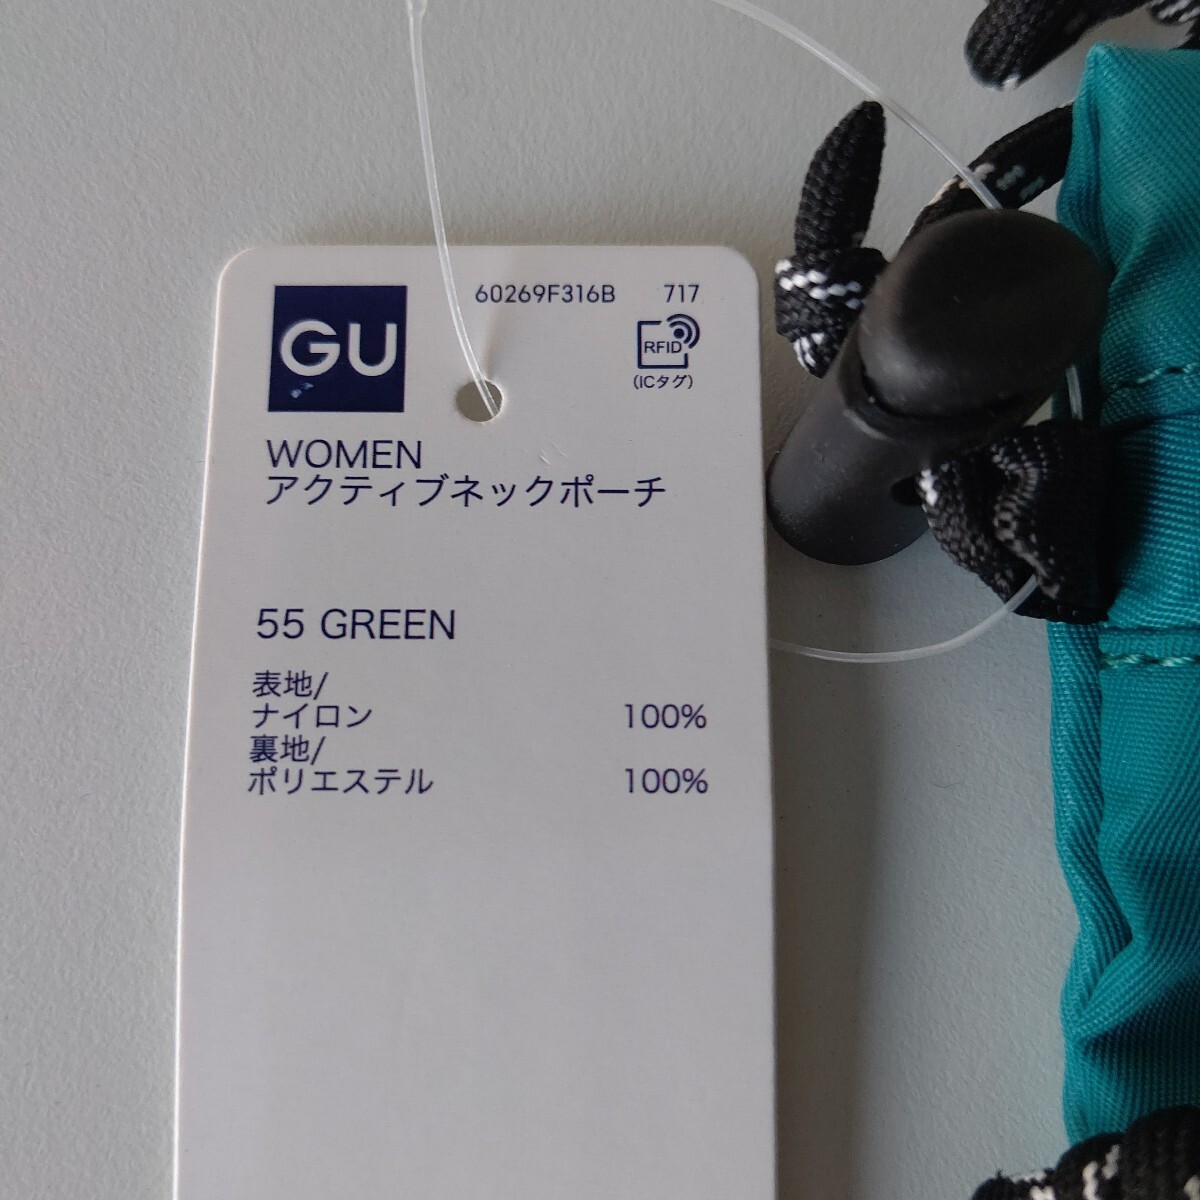 GU
60269F316B 717
RFID
(ICタグ)
WOMEN
アクティブネックポーチ
55 GREEN
表地/
ナイロン 100%
裏地/
ポリエステル 100%